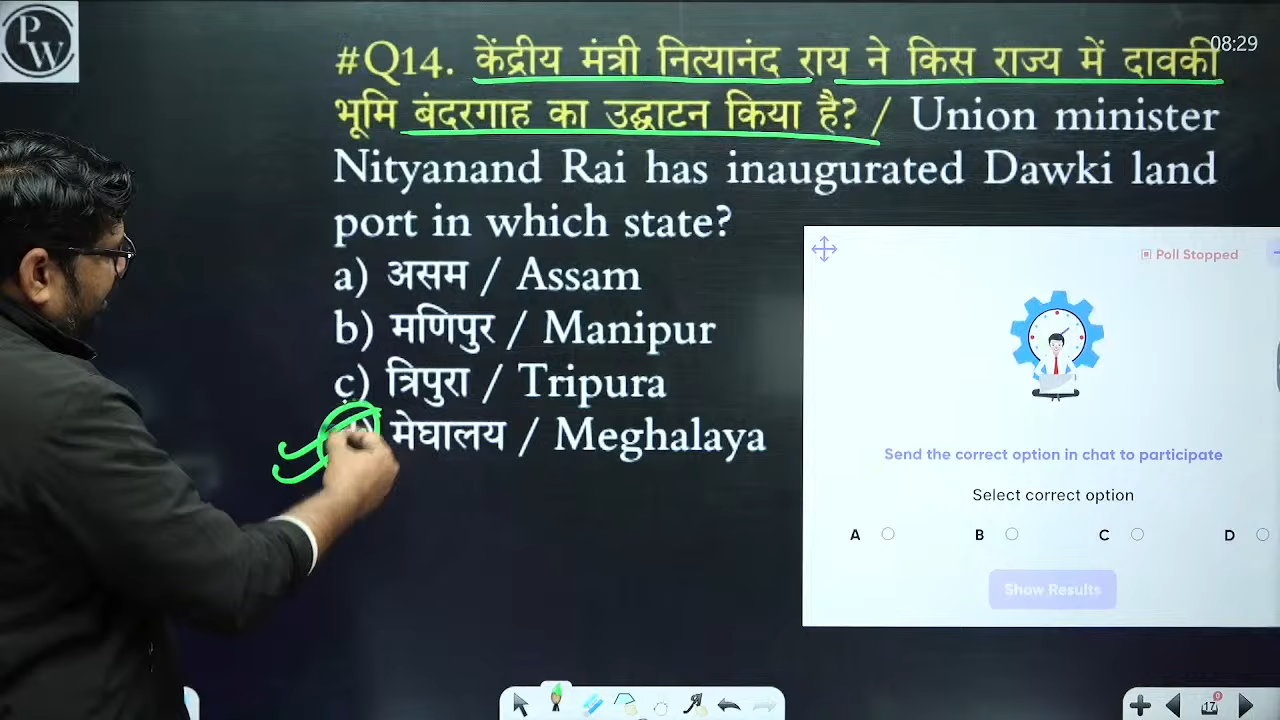 PW
08:29
#Q14. केंद्रीय मंत्री नित्यानंद राय ने किस राज्य में दावकी
भूमि बंदरगाह का उद्घाटन किया है? / Union minister
Nityanand Rai has inaugurated Dawki land
port in which state?
a) असम / Assam
b) मणिपुर / Manipur
c) त्रिपुरा / Tripura
मेघालय / Meghalaya
Poll Stopped
Send the correct option in chat to participate
Select correct option
A B C D
Show Results
17